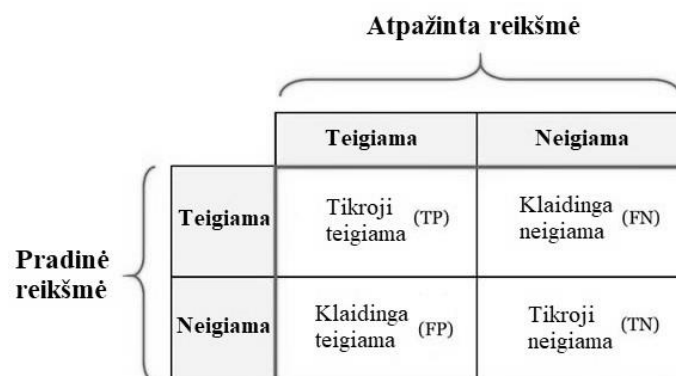 Atpažinta reikšmė
Teigiama
Neigiama
Pradinė
reikšmė
Teigiama
Tikroji
teigiama (TP)
Klaidinga
neigiama (FN)
Neigiama
Klaidinga
teigiama (FP)
Tikroji
neigiama (TN)